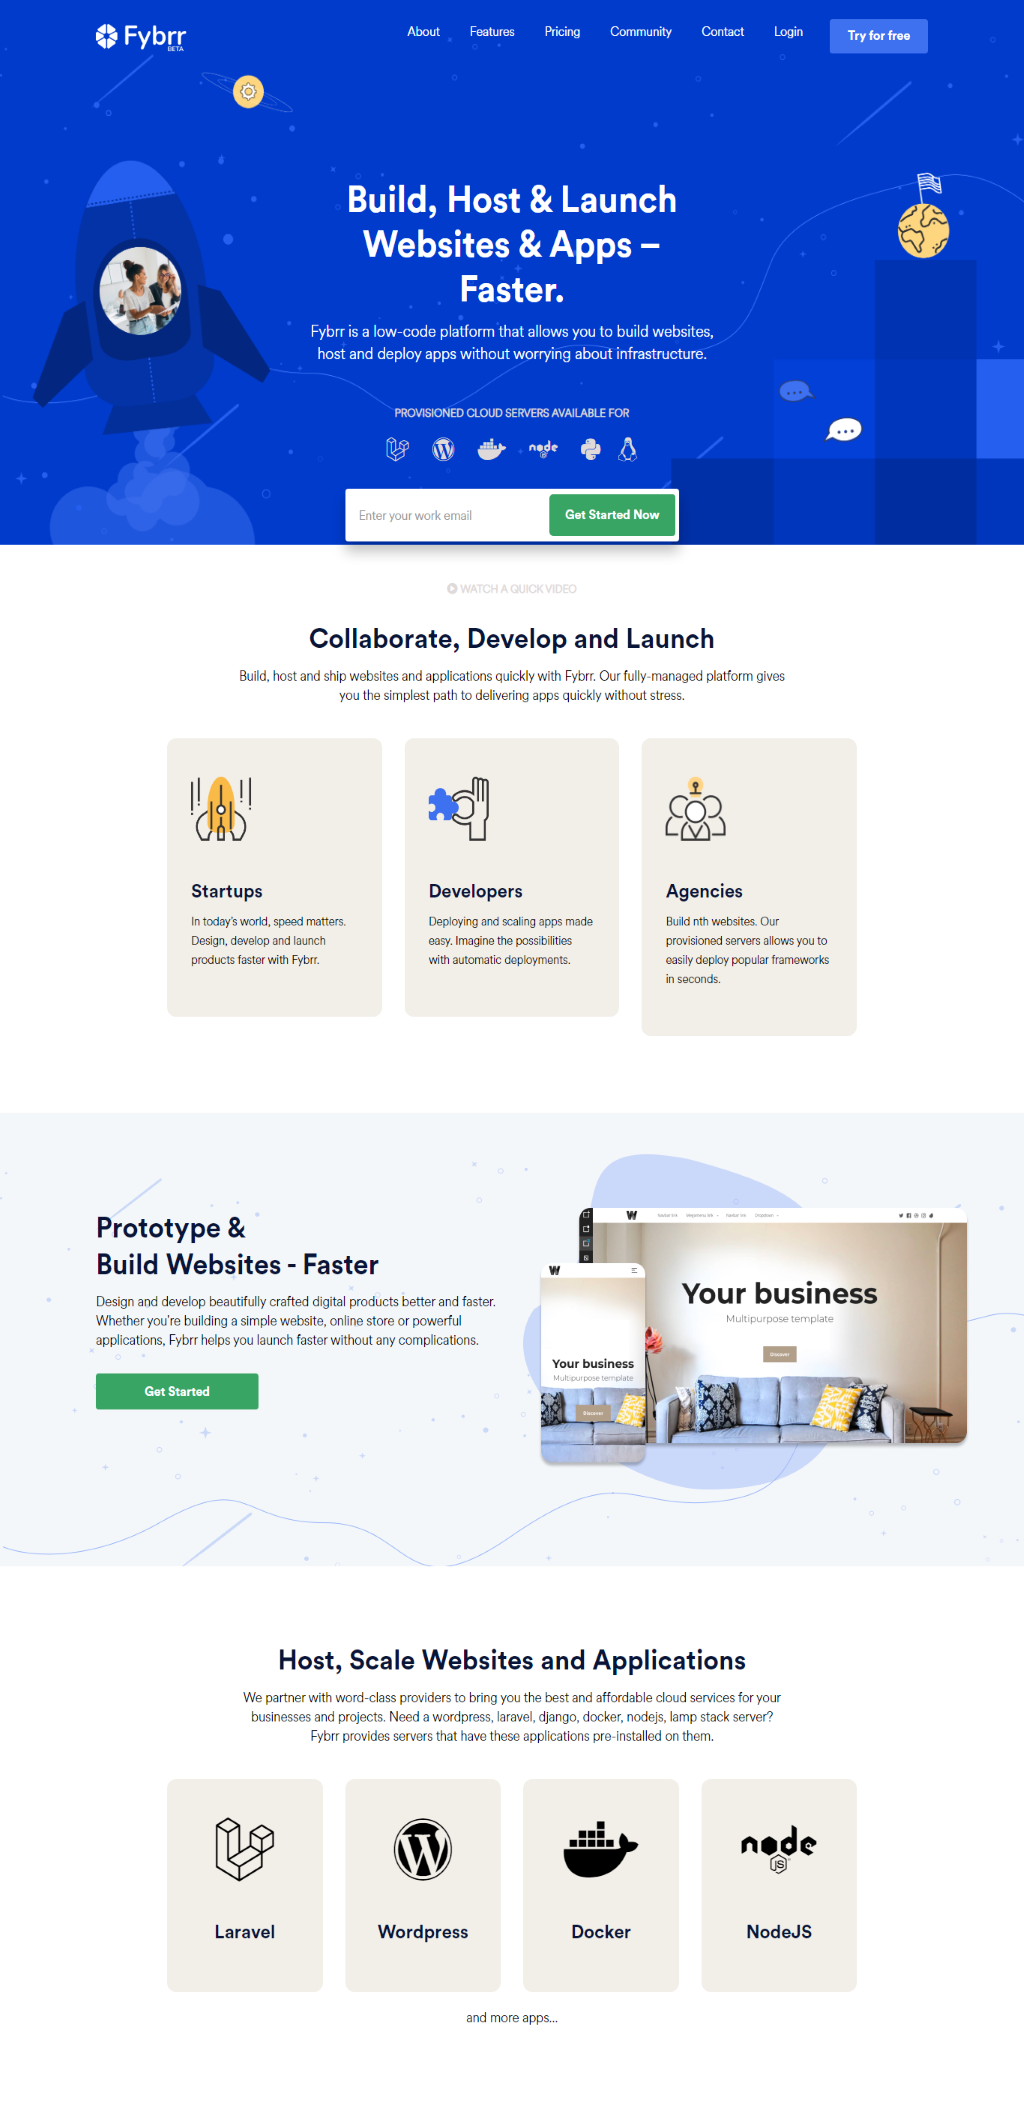 Fybrr
BETA
About
Features
Pricing
Community
Contact
Login
Try for free
Build, Host & Launch
Websites & Apps –
Faster.
Fybrr is a low-code platform that allows you to build websites,
host and deploy apps without worrying about infrastructure.
PROVISIONED CLOUD SERVERS AVAILABLE FOR
node
Enter your work email
Get Started Now
WATCH A QUICK VIDEO
Collaborate, Develop and Launch
Build, host and ship websites and applications quickly with Fybrr. Our fully-managed platform gives
you the simplest path to delivering apps quickly without stress.
Startups
In today's world, speed matters.
Design, develop and launch
products faster with Fybrr.
Developers
Deploying and scaling apps made
easy. Imagine the possibilities
with automatic deployments.
Agencies
Build nth websites. Our
provisioned servers allows you to
easily deploy popular frameworks
in seconds.
Prototype &
Build Websites - Faster
Design and develop beautifully crafted digital products better and faster.
Whether you're building a simple website, online store or powerful
applications, Fybrr helps you launch faster without any complications.
Get Started
W
Navbar link
Megamenu link
Navbar link
Dropdown
Your business
Multipurpose template
Discover
W
Your business
Multipurpose template
Discover
Host, Scale Websites and Applications
We partner with word-class providers to bring you the best and affordable cloud services for your
businesses and projects. Need a wordpress, laravel, django, docker, nodejs, lamp stack server?
Fybrr provides servers that have these applications pre-installed on them.
Laravel
W
Wordpress
Docker
node
JS
NodeJS
and more apps...